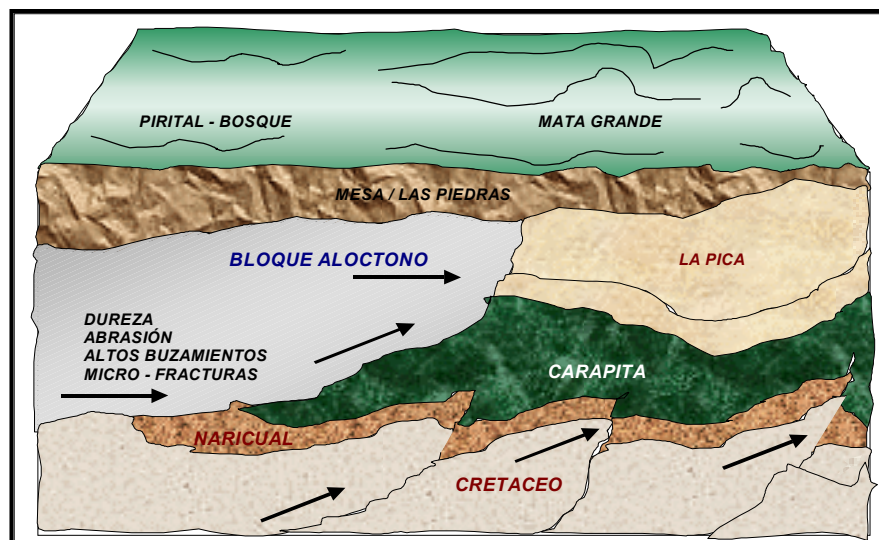 PIRITAL - BOSQUE
MATA GRANDE
MESA / LAS PIEDRAS
BLOQUE ALOCTONO
LA PICA
DUREZA
ABRASIÓN
ALTOS BUZAMIENTOS
MICRO - FRACTURAS
CARAPITA
NARICUAL
CRETACEO